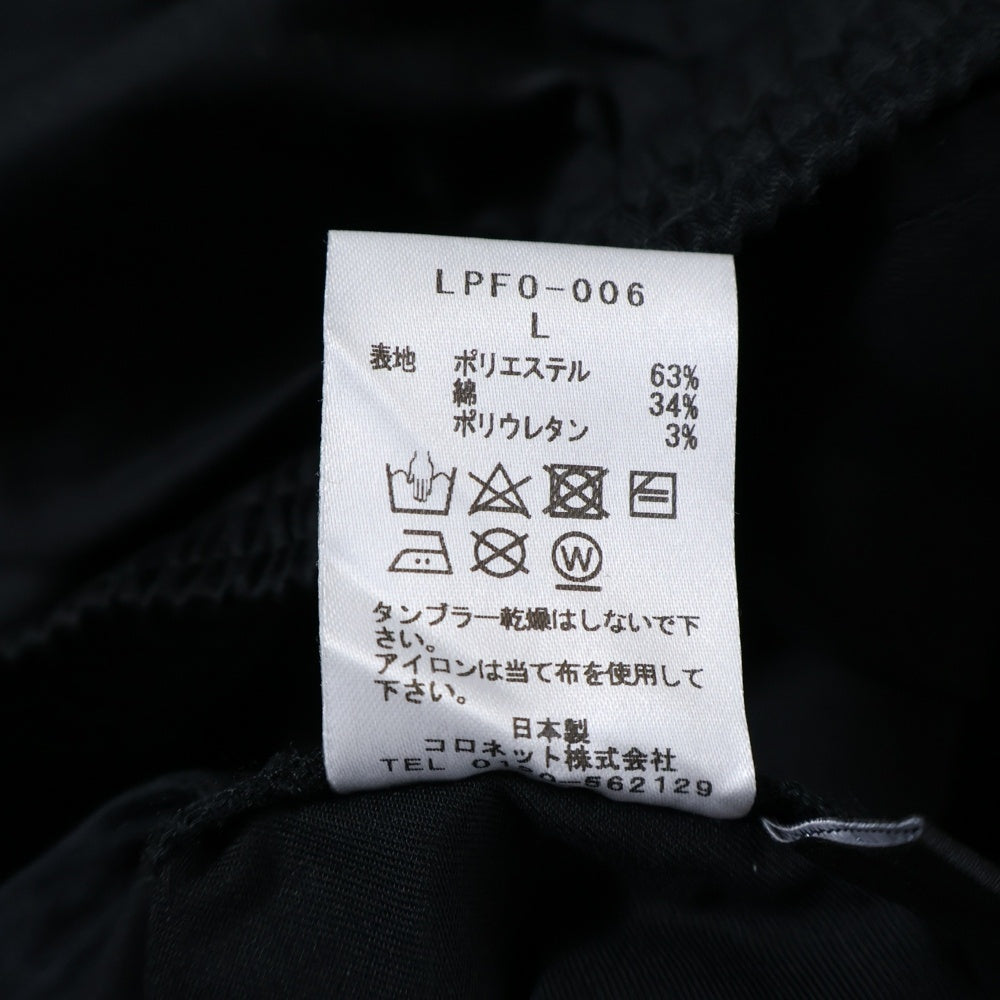 LPF0-006
L
表地 ポリエステル 63%
綿 34%
ポリウレタン 3%
W
タンブラー乾燥はしないで下
さい。
アイロンは当て布を使用して
下さい。
日本製
コロネット株式会社
TEL